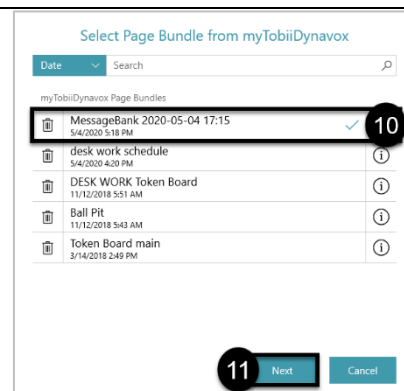 Select Page Bundle from myTobiiDynavox
Date Search
myTobiiDynavox Page Bundles
MessageBank 2020-05-04 17:15 10
5/4/2020 5:18 PM
desk work schedule
5/4/2020 4:20 PM
DESK WORK Token Board
11/12/2018 5:51 AM
Ball Pit
11/12/2018 5:43 AM
Token Board main
3/14/2018 2:49 PM
11 Next Cancel